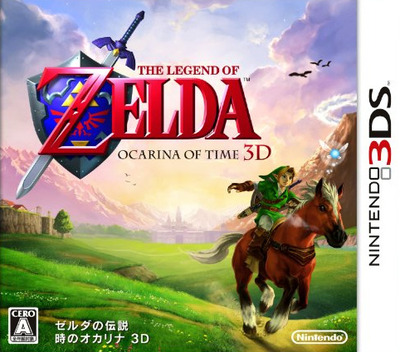 THE LEGEND OF
ZELDA™
OCARINA OF TIME 3D
NINTENDO 3DS
CERO
A
ゼルダの伝説
時のオカリナ 3D
Nintendo